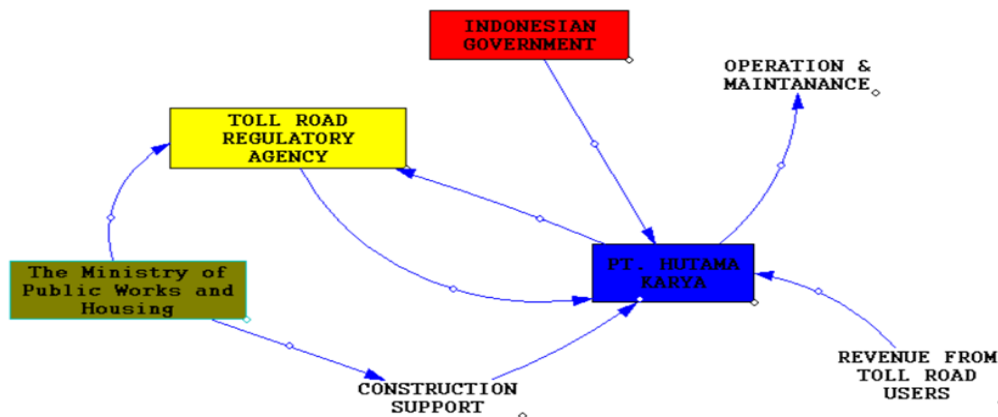 INDONESIAN
GOVERNMENT
OPERATION &
MAINTANANCE
TOLL ROAD
REGULATORY
AGENCY
PT. HUTAMA
KARYA
The Ministry of
Public Works and
Housing
REVENUE FROM
TOLL ROAD
USERS
CONSTRUCTION
SUPPORT